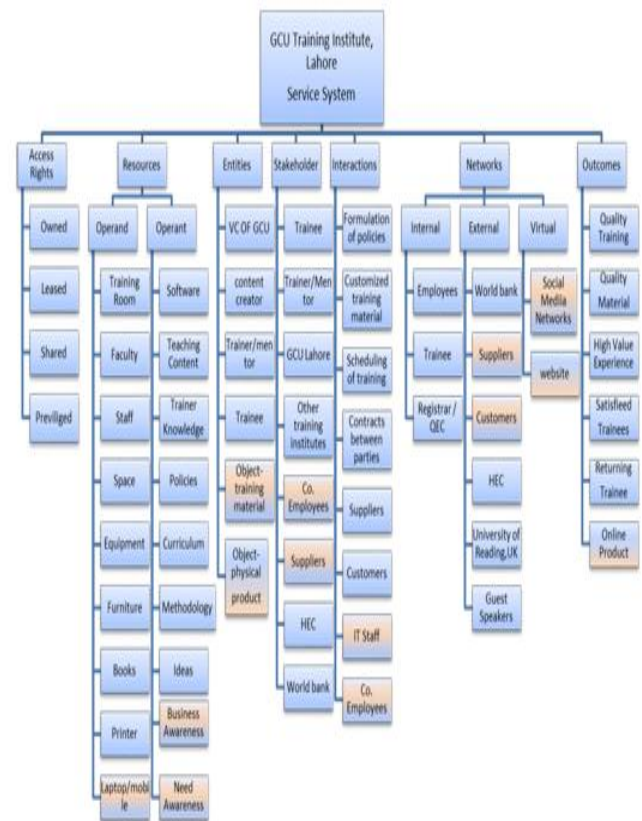 GCU Training Institute,
Lahore
Service System
Access
Rights
Resources
Entities
Stakeholder
Interactions
Networks
Outcomes
Owned
Leased
Shared
Previliged
Operand
Training
Room
Faculty
Staff
Space
Equipment
Furniture
Books
Printer
Laptop/mobi
le
Operant
Software
Teaching
Content
Trainer
Knowledge
Policies
Curriculum
Methodology
Ideas
Business
Awareness
Need
Awareness
VC OF GCU
content
creator
Trainer/men
tor
Trainee
Object-
training
material
Object-
physical
product
Trainee
Trainer/Men
tor
GCU Lahore
Other
training
institutes
Co.
Employees
Suppliers
HEC
World bank
Formulation
of policies
Customized
training
material
Scheduling
of training
Contracts
between
parties
Suppliers
Customers
IT Staff
Co.
Employees
Internal
Employees
Trainee
Registrar /
QEC
External
World bank
Suppliers
Customers
HEC
University of
Reading,UK
Guest
Speakers
Virtual
Social
Media
Networks
website
Quality
Training
Quality
Material
High Value
Experience
Satisfeed
Trainees
Returning
Trainee
Online
Product